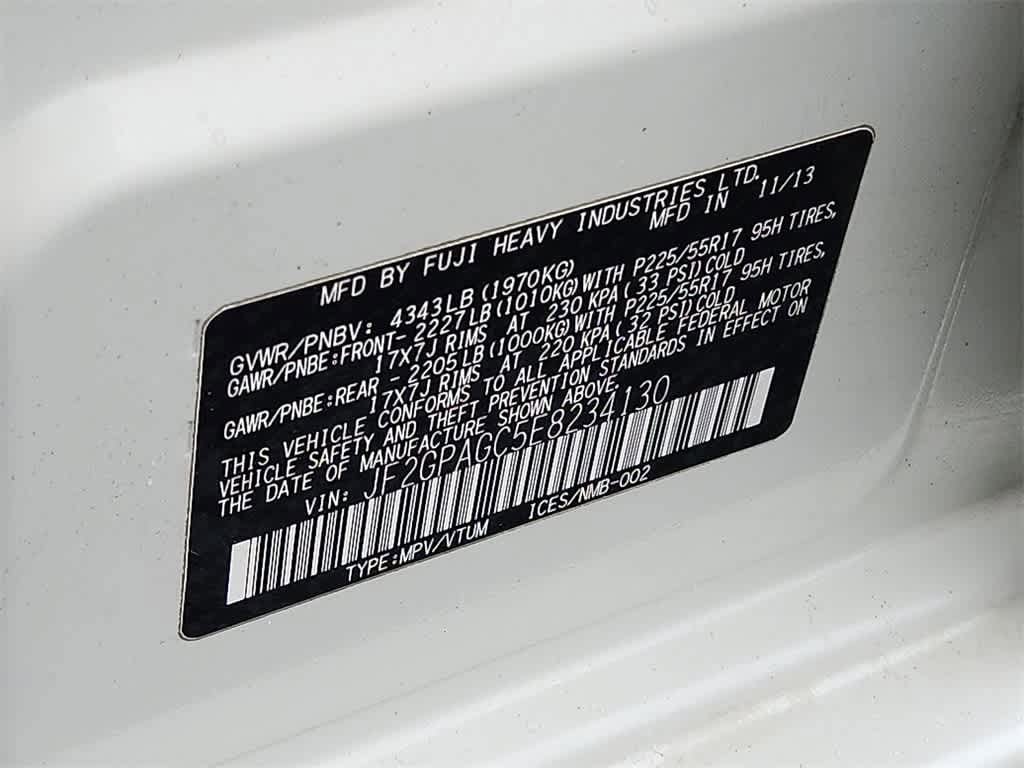 MFD BY FUJI HEAVY INDUSTRIES LTD.
MFD IN 11/13
GVWR/PNBV: 4343LB(1970KG)
GAWR/PNBE:FRONT-2227LB(1010KG)WITH P225/55R17 95H TIRES,
17X7J RIMS AT 230 KPA(33 PSI)COLD
GAWR/PNBE:REAR -2205LB(1000KG)WITH P225/55R17 95H TIRES,
17X7J RIMS AT 220 KPA(32 PSI)COLD
THIS VEHICLE CONFORMS TO ALL APPLICABLE FEDERAL MOTOR
VEHICLE SAFETY AND THEFT PREVENTION STANDARDS IN EFFECT ON
THE DATE OF MANUFACTURE SHOWN ABOVE.
VIN: JF2GPAGC5E8234130
TYPE:MPV/VTUM ICES/NMB-002